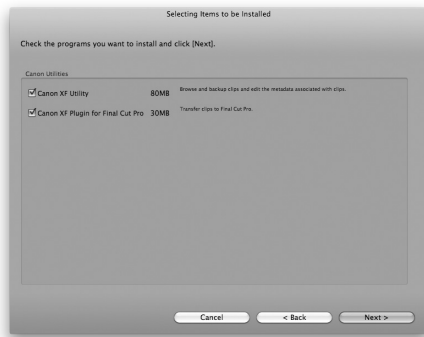 Selecting Items to be Installed
Check the programs you want to install and click [Next].
Canon Utilities
Canon XF Utility 80MB Browse and backup clips and edit the metadata associated with clips.
Canon XF Plugin for Final Cut Pro 30MB Transfer clips to Final Cut Pro.
Cancel < Back Next >